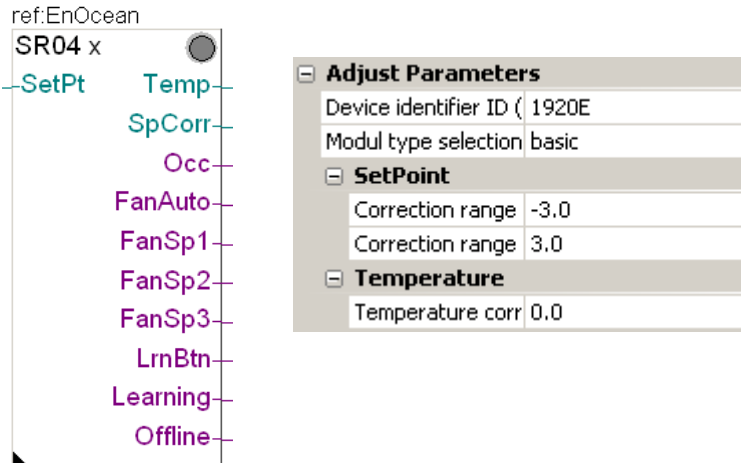 ref:EnOcean
SR04 x
SetPt Temp
SpCorr
Occ
FanAuto
FanSp1
FanSp2
FanSp3
LrnBtn
Learning
Offline
Adjust Parameters
Device identifier ID ( 1920E
Modul type selection basic
SetPoint
Correction range -3.0
Correction range 3.0
Temperature
Temperature corr 0.0